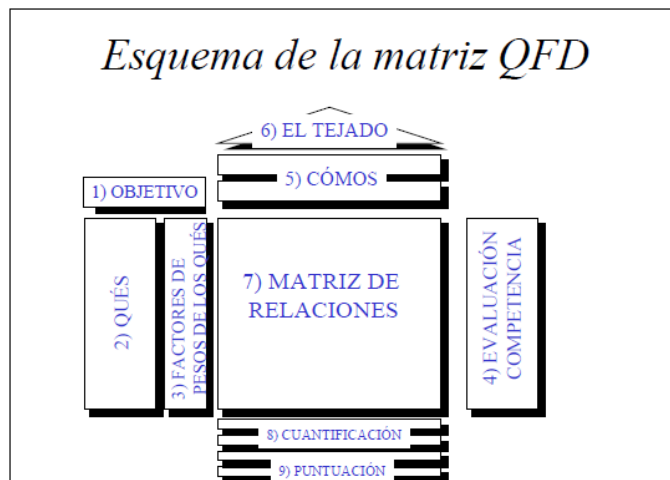 Esquema de la matriz QFD
6) EL TEJADO
5) CÓMOS
1) OBJETIVO
2) QUÉS
3) FACTORES DE
PESOS DE LOS QUÉS
7) MATRIZ DE
RELACIONES
4) EVALUACIÓN
COMPETENCIA
8) CUANTIFICACIÓN
9) PUNTUACIÓN